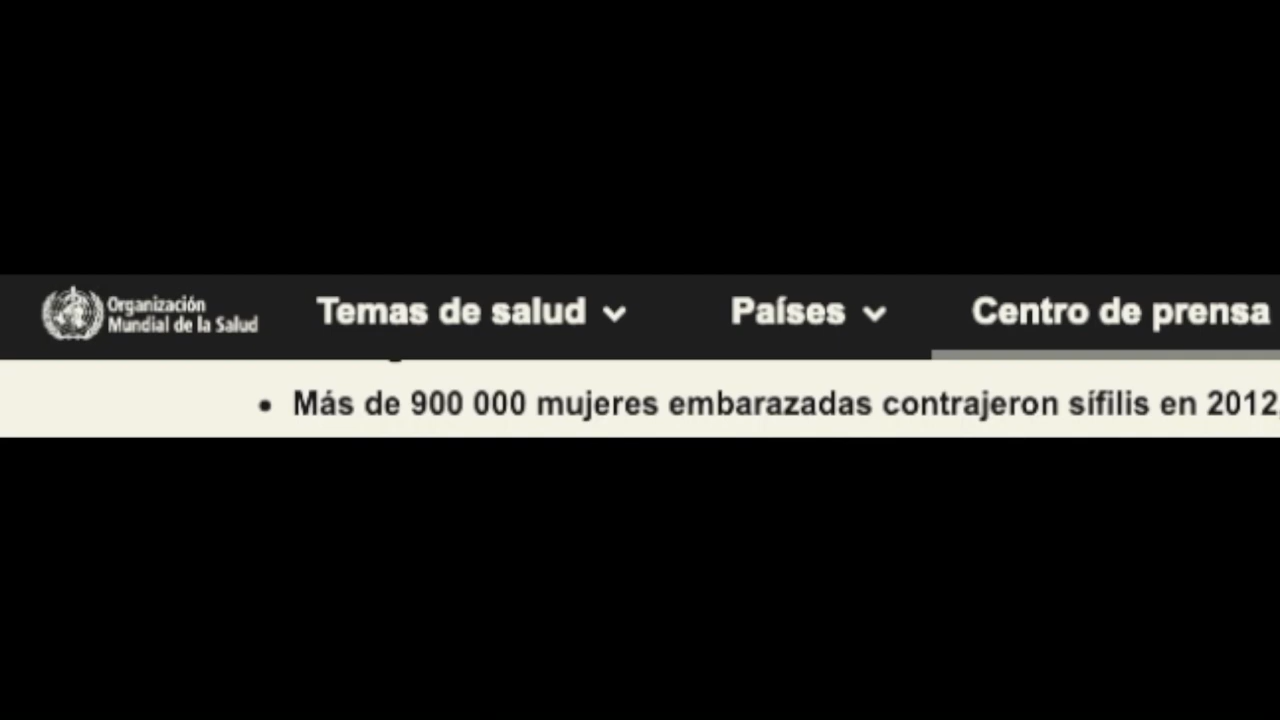 Organización
Mundial de la Salud
Temas de salud
Países
Centro de prensa
• Más de 900 000 mujeres embarazadas contrajeron sífilis en 2012